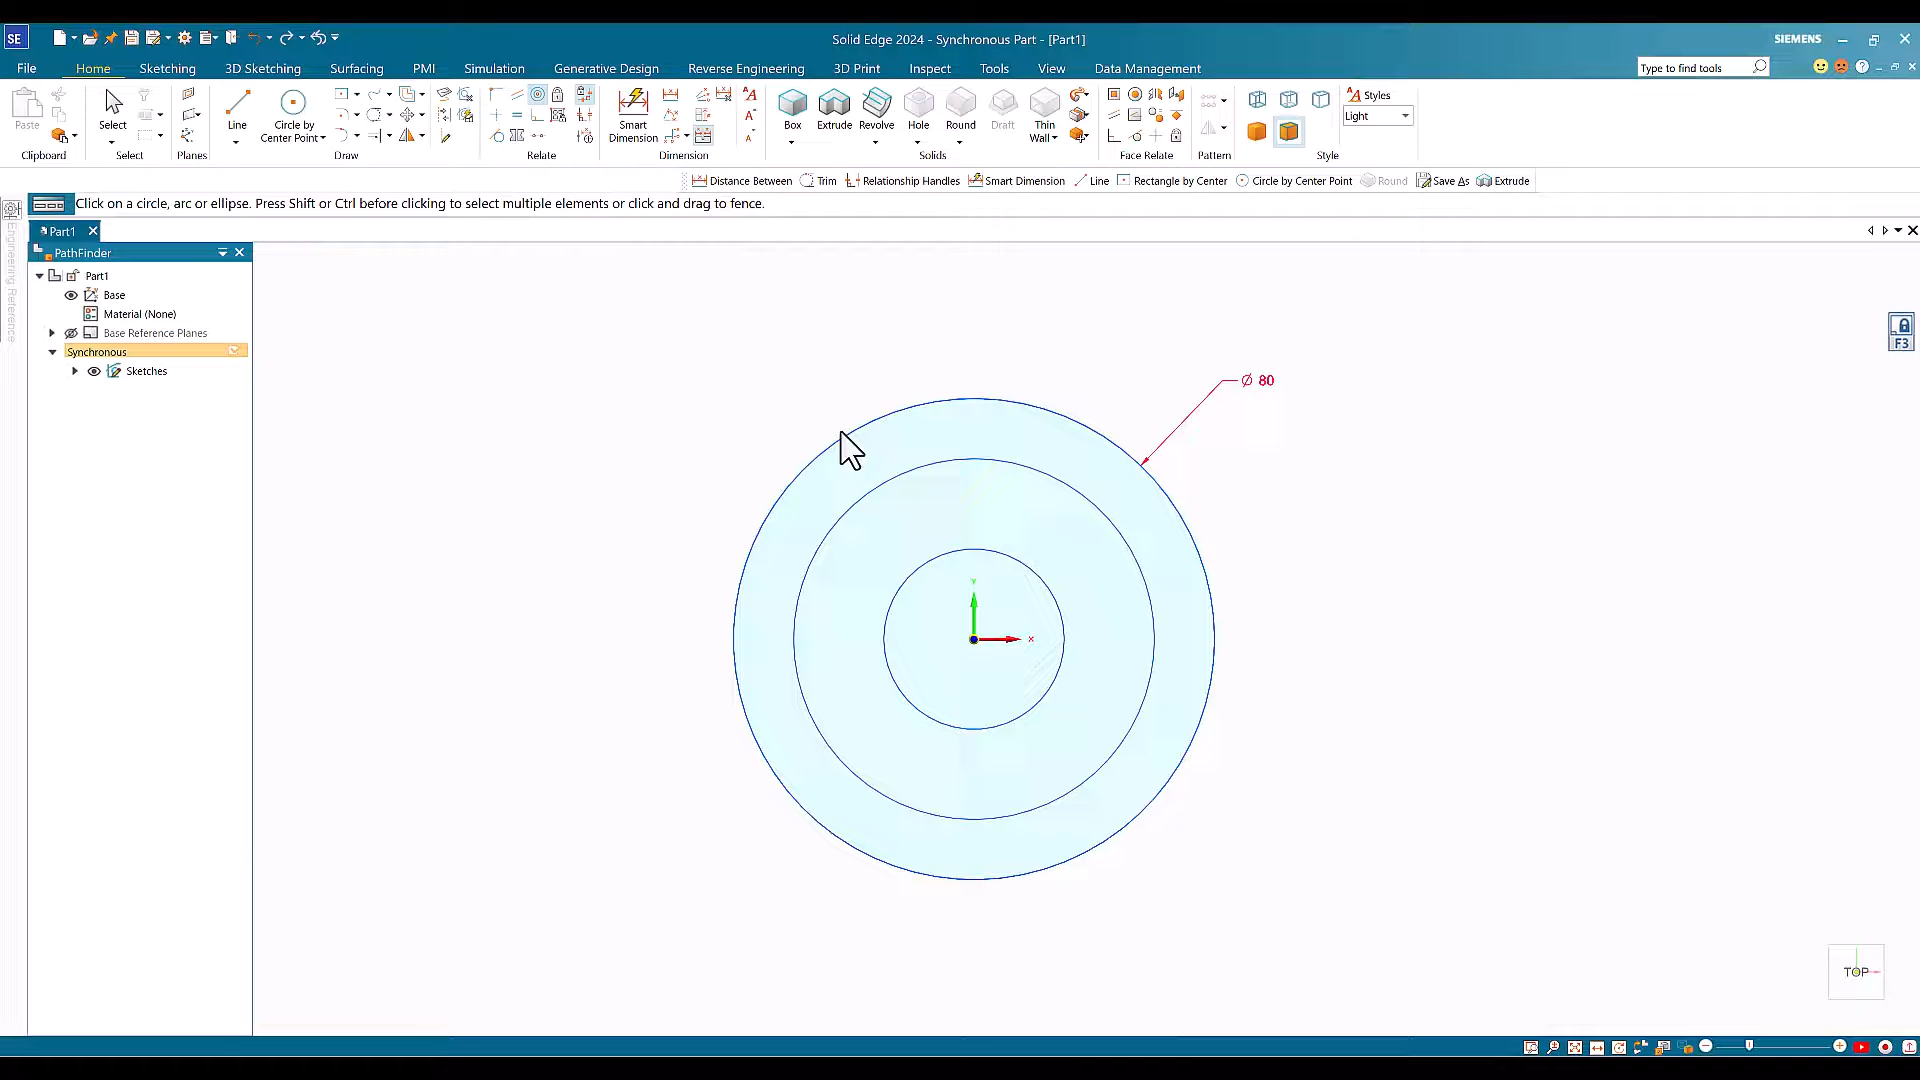 SE
Solid Edge 2024 - Synchronous Part - [Part1]
SIEMENS
File Home Sketching 3D Sketching Surfacing PMI Simulation Generative Design Reverse Engineering 3D Print Inspect Tools View Data Management
Type to find tools
Paste
Clipboard
Select
Select
Planes
Line
Circle by Center Point
Draw
Relate
Smart Dimension
Dimension
Box
Extrude
Revolve
Hole
Round
Draft
Thin Wall
Solids
Face Relate
Pattern
Styles
Light
Style
Distance Between Trim Relationship Handles Smart Dimension Line Rectangle by Center Circle by Center Point Round Save As Extrude
Click on a circle, arc or ellipse. Press Shift or Ctrl before clicking to select multiple elements or click and drag to fence.
Part1
Engineering Reference
PathFinder
Part1
Base
Material (None)
Base Reference Planes
Synchronous
Sketches
F3
∅ 80
Y
X
TOP